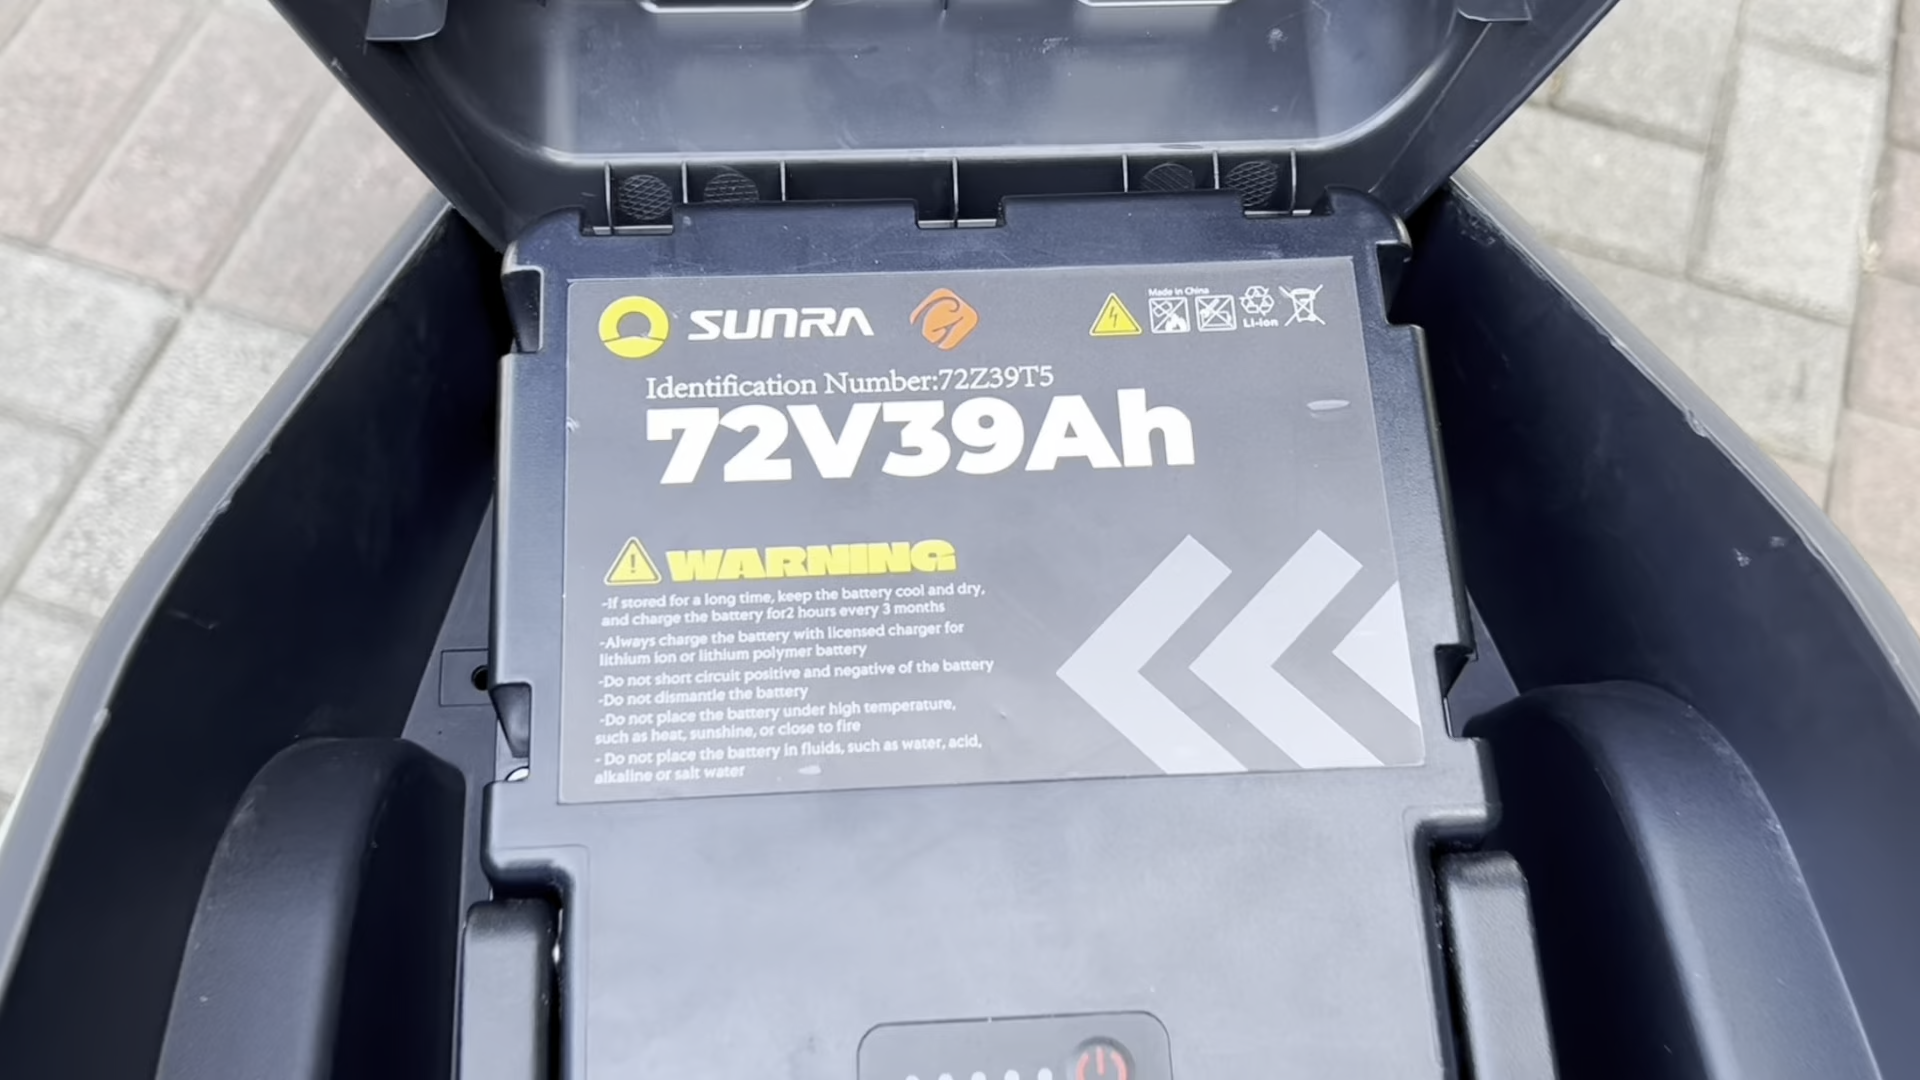 SUNRA
Made in China
Li-ion
Identification Number:72Z39T5
72V39Ah
WARNING
-If stored for a long time, keep the battery cool and dry,
and charge the battery for2 hours every 3 months
-Always charge the battery with licensed charger for
lithium ion or lithium polymer battery
-Do not short circuit positive and negative of the battery
-Do not dismantle the battery
-Do not place the battery under high temperature,
such as heat, sunshine, or close to fire
- Do not place the battery in fluids, such as water, acid,
alkaline or salt water